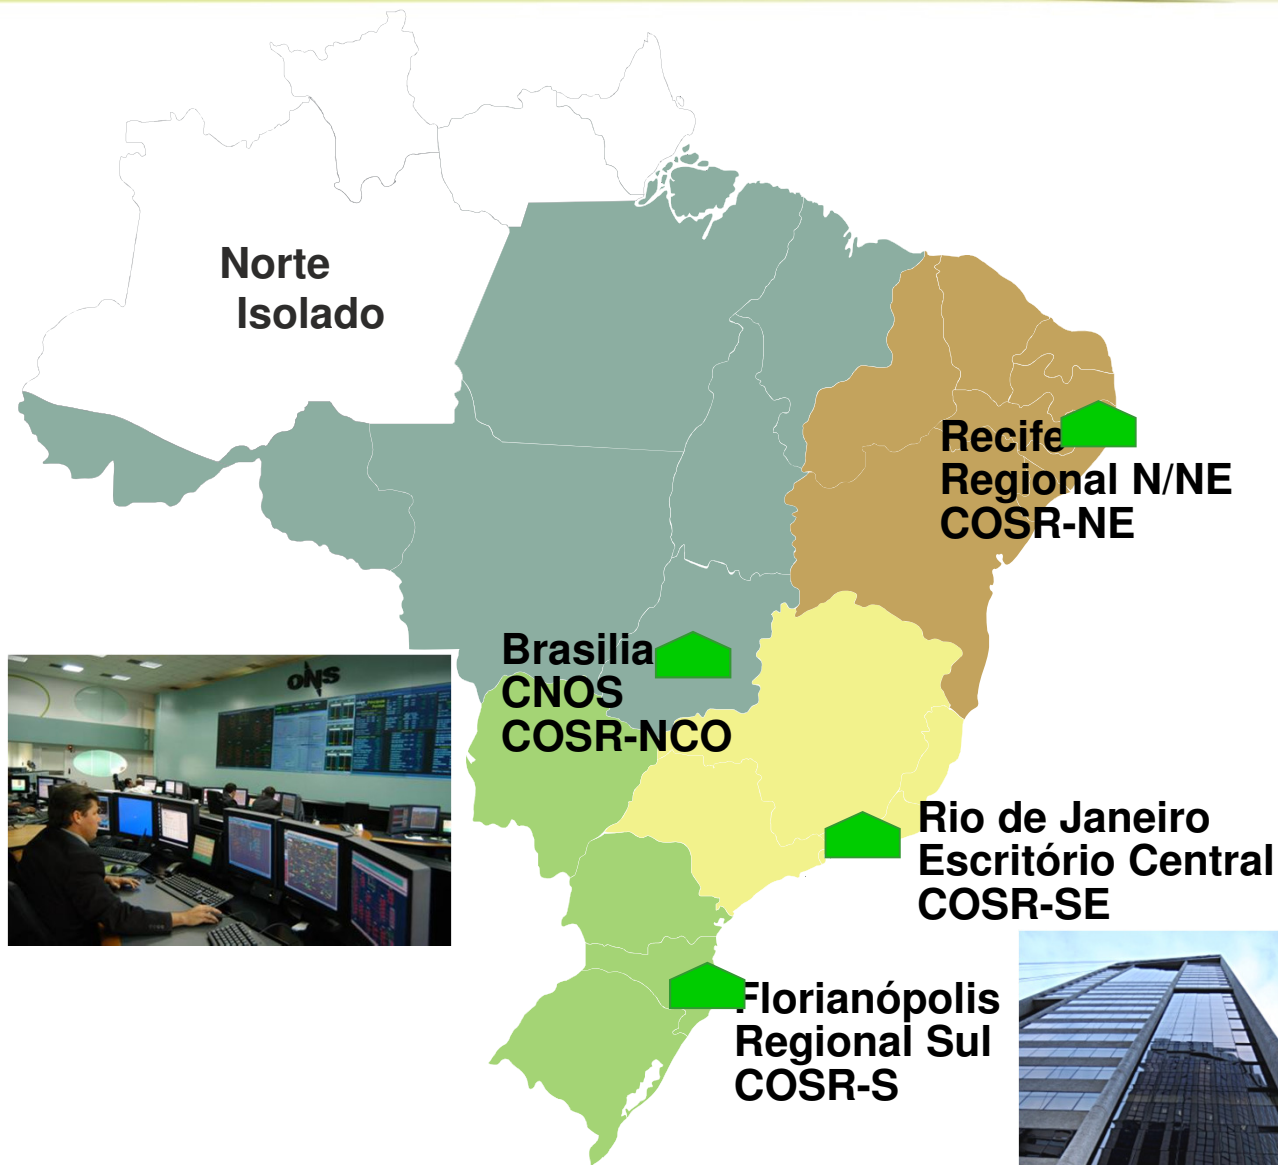 Norte
Isolado
Recife
Regional N/NE
COSR-NE
Brasilia
CNOS
COSR-NCO
ONS
Rio de Janeiro
Escritório Central
COSR-SE
Florianópolis
Regional Sul
COSR-S